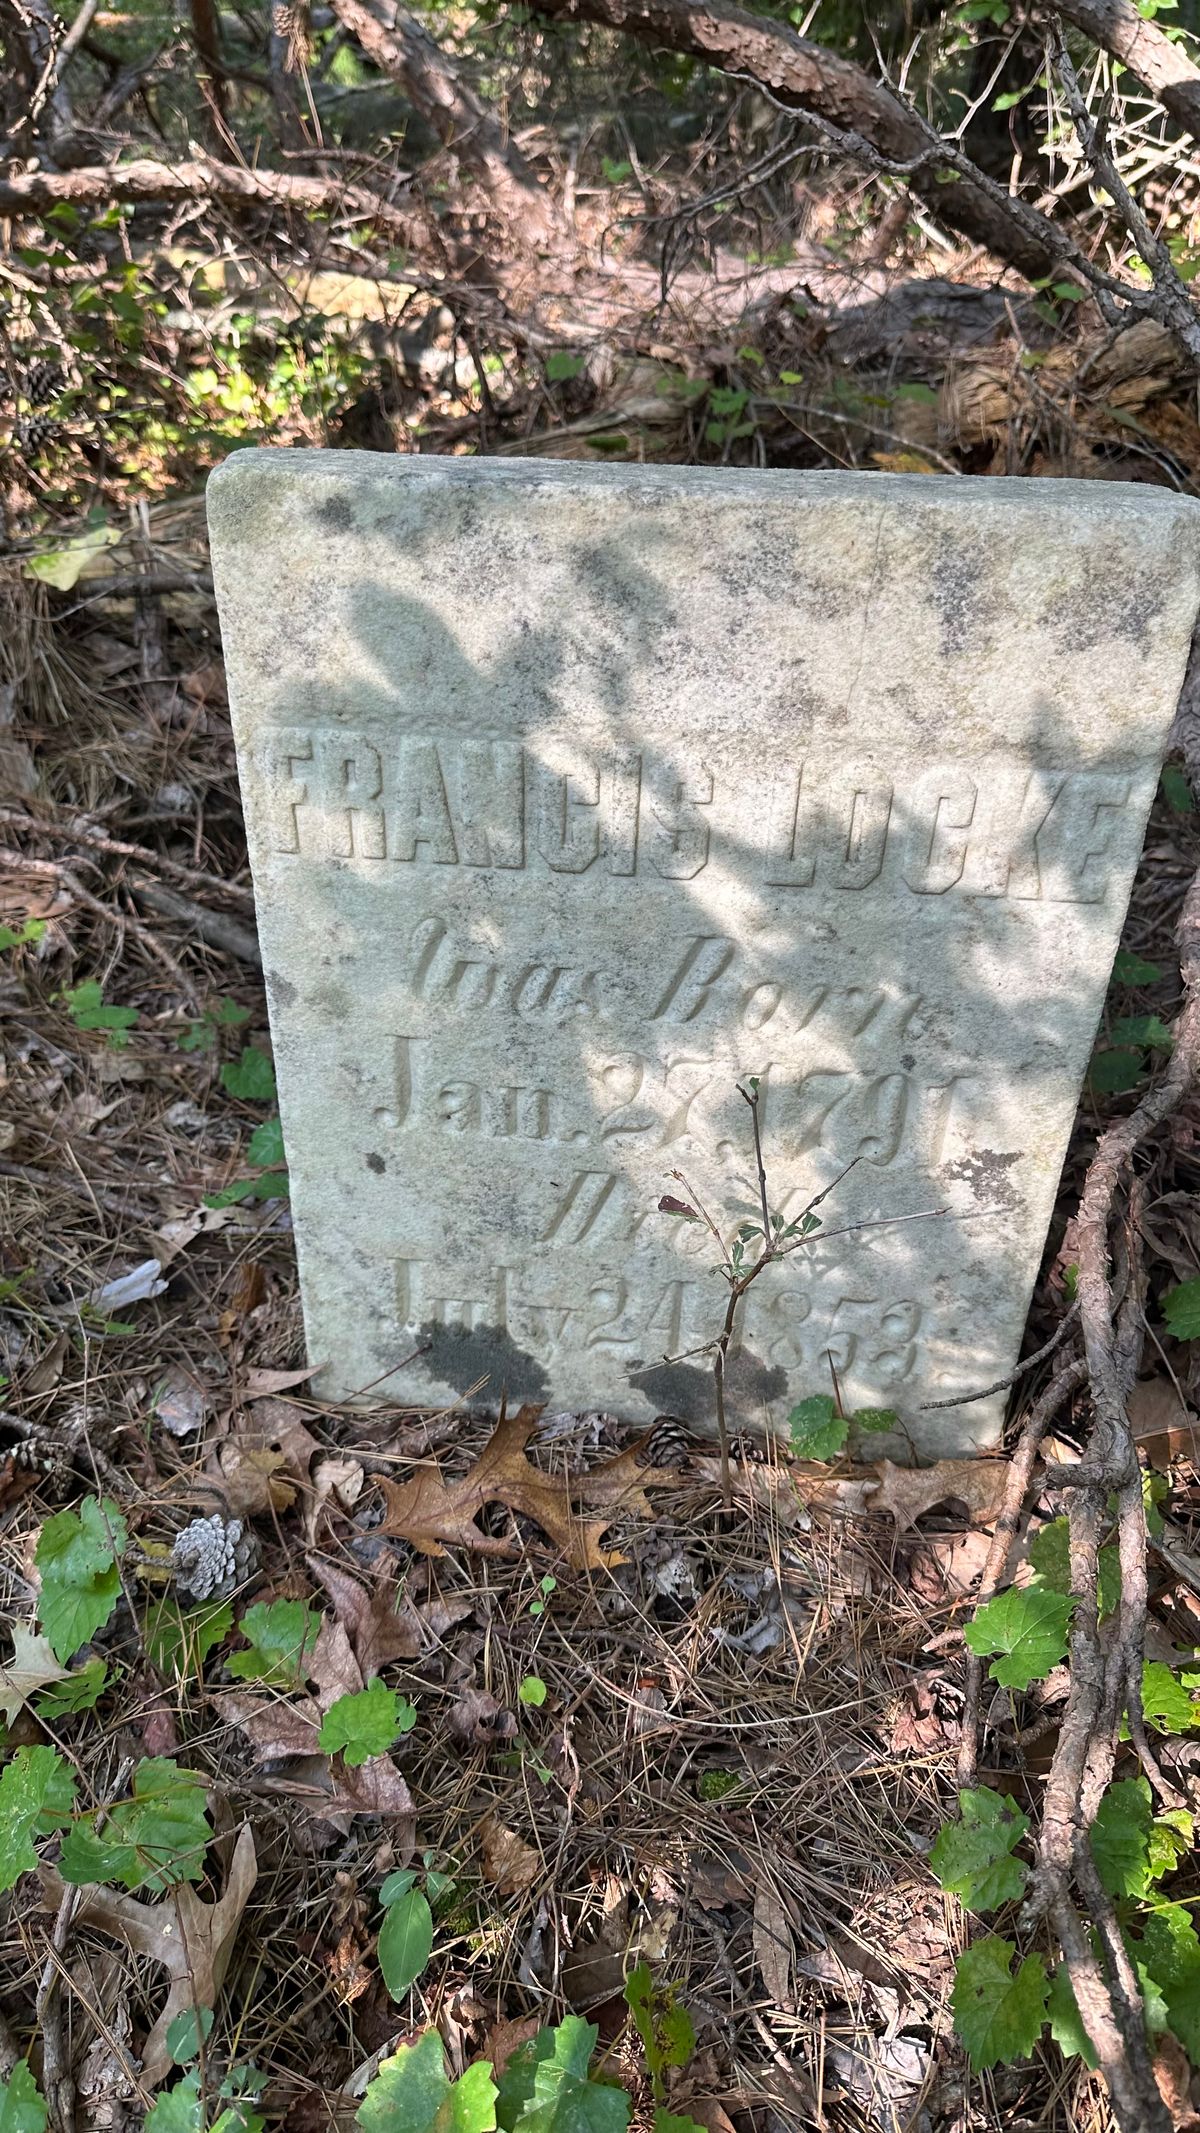 FRANCIS LOCKE
Was Born
Jan. 27, 1791
Died
July 24, 1853.